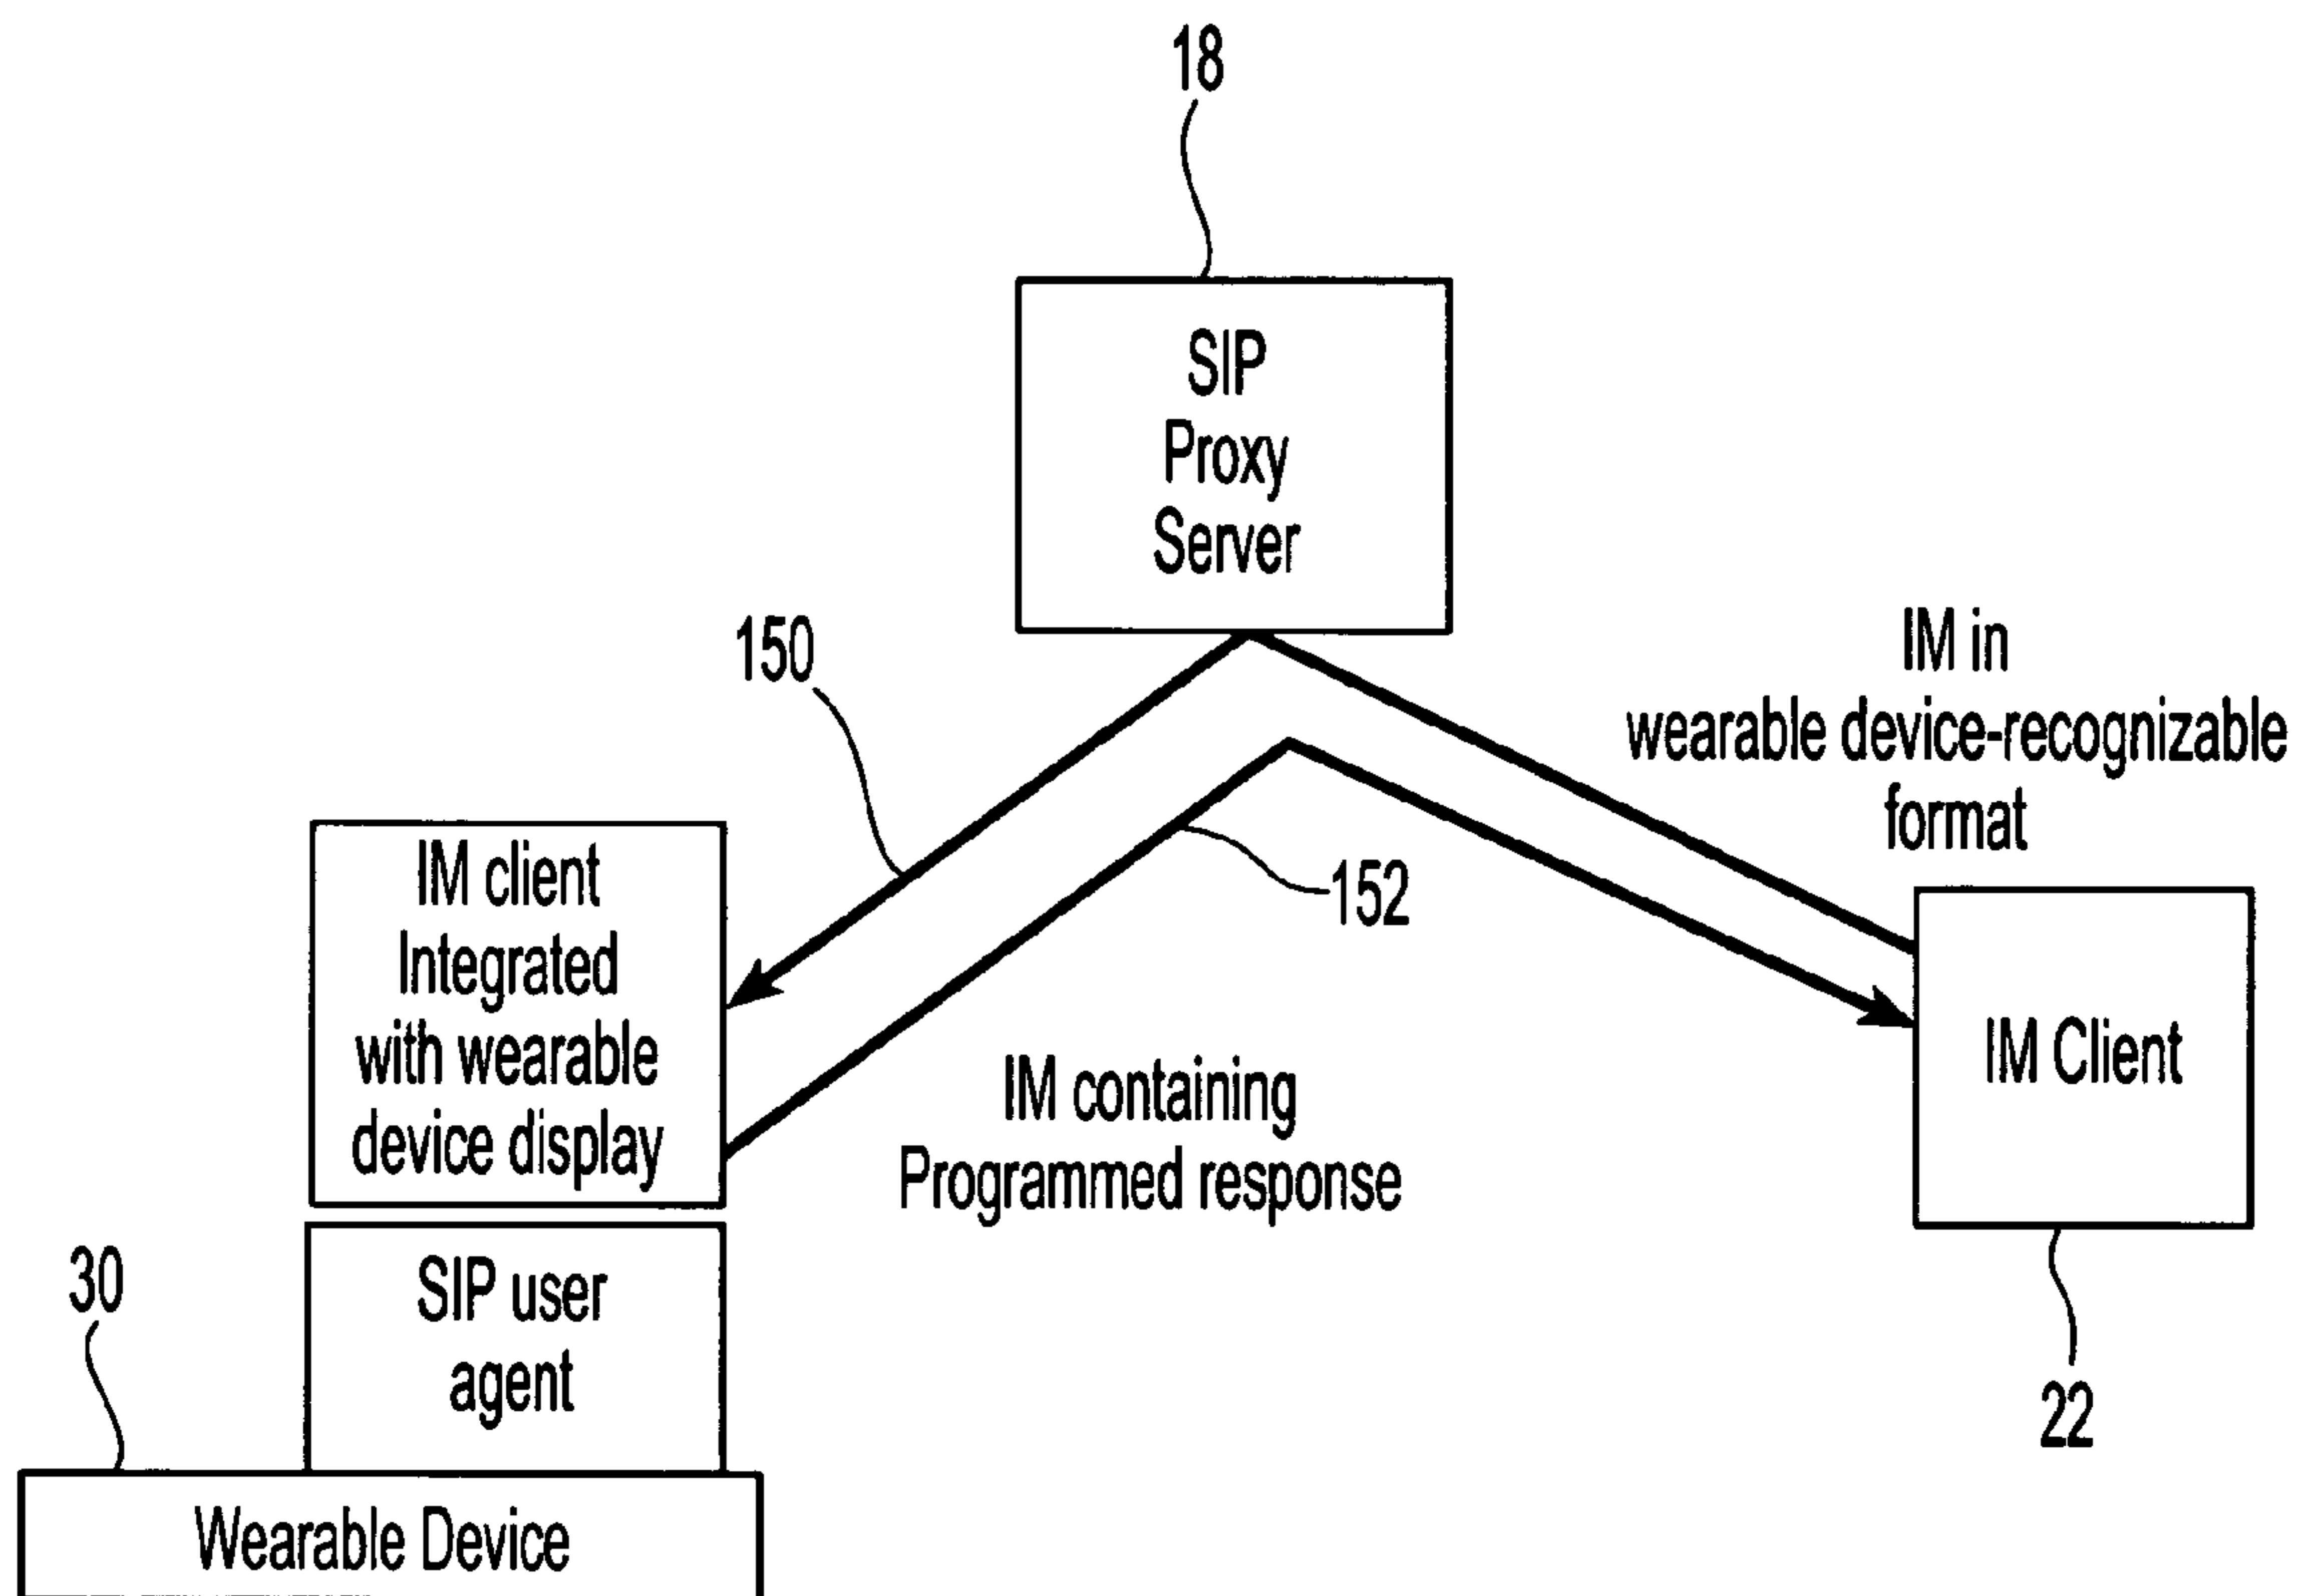 18
SIP
Proxy
Server
150
IM in
wearable device-recognizable
format
152
IM client
Integrated
with wearable
device display
IM Client
IM containing
Programmed response
30
SIP user
agent
22
Wearable Device